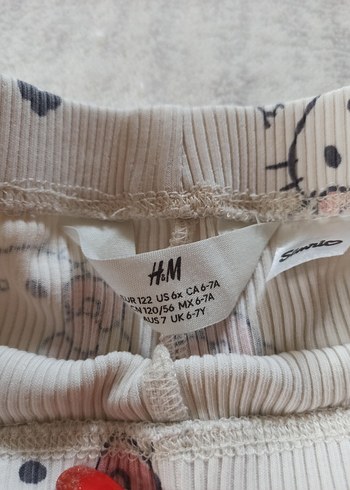 H&M
EUR 122 US 6x CA 6-7A
CN 120/56 MX 6-7A
AUS 7 UK 6-7Y
Sanrio